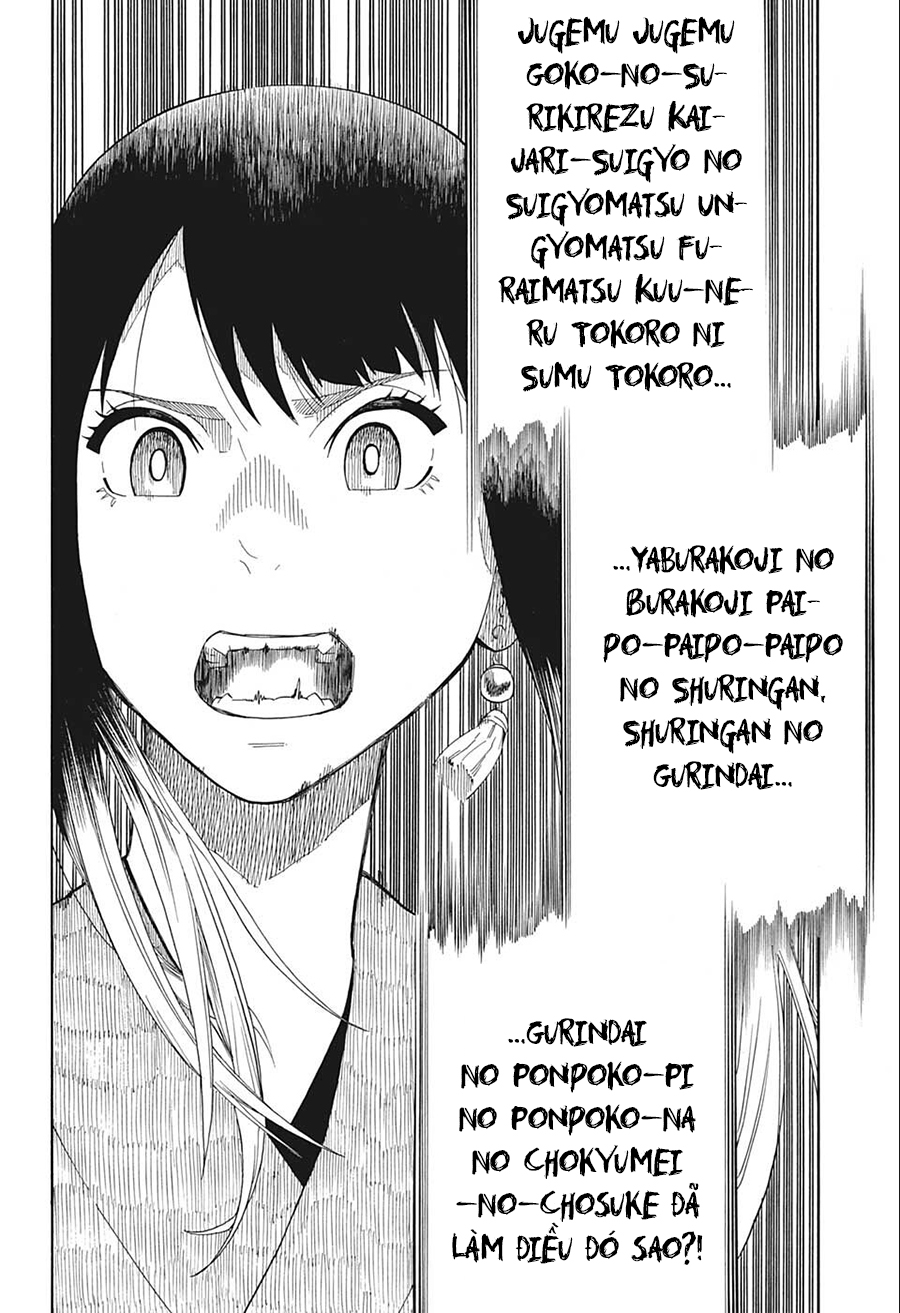 JUGEMU JUGEMU
GOKO-NO-SU-
RIKIREZU KAI-
JARI-SUIGYO NO
SUIGYOMATSU UN-
GYOMATSU FU-
RAIMATSU KUU-NE-
RU TOKORO NI
SUMU TOKORO...
...YABURAKOJI NO
BURAKOJI PAI-
PO-PAIPO-PAIPO
NO SHURINGAN,
SHURINGAN NO
GURINDAI...
...GURINDAI
NO PONPOKO-PI
NO PONPOKO-NA
NO CHOKYUMEI
-NO-CHOSUKE ĐÃ
LÀM ĐIỀU ĐÓ SAO?!